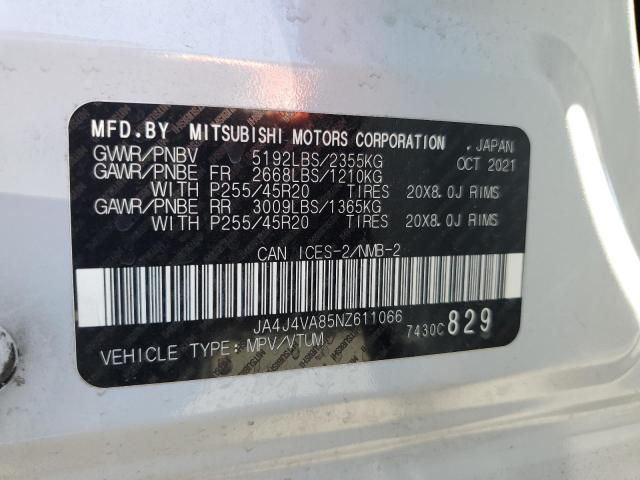 MFD.BY MITSUBISHI MOTORS CORPORATION . JAPAN
GWWR/PNBV 5192LBS/2355KG OCT 2021
GAWR/PNBE FR 2668LBS/1210KG
WITH P255/45R20 TIRES 20X8.0J RIMS
GAWR/PNBE RR 3009LBS/1365KG
WITH P255/45R20 TIRES 20X8.0J RIMS
CAN ICES-2/NMB-2
JA4J4VA85NZ611066 7430C 829
VEHICLE TYPE: MPV/VTUM